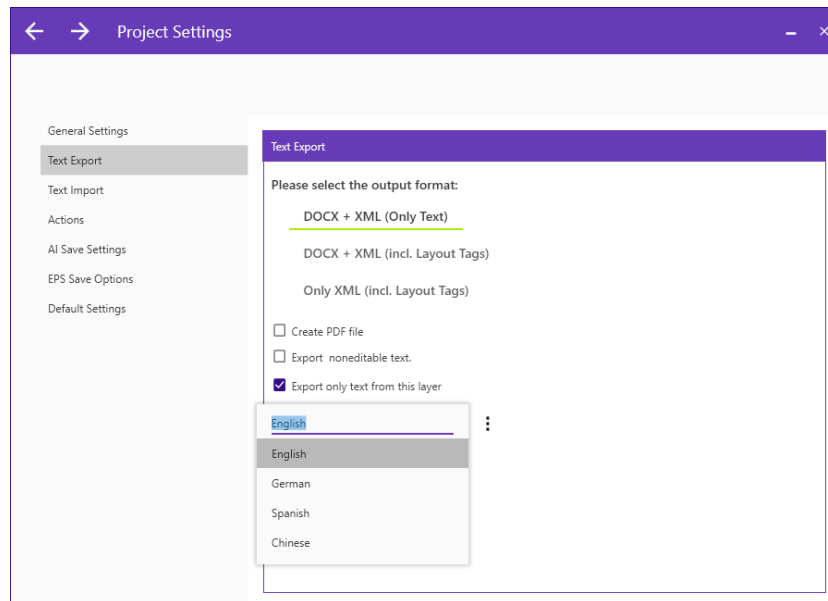 Project Settings
General Settings
Text Export
Text Import
Actions
AI Save Settings
EPS Save Options
Default Settings
Text Export
Please select the output format:
DOCX + XML (Only Text)
DOCX + XML (incl. Layout Tags)
Only XML (incl. Layout Tags)
Create PDF file
Export noneditable text.
Export only text from this layer
English
English
German
Spanish
Chinese